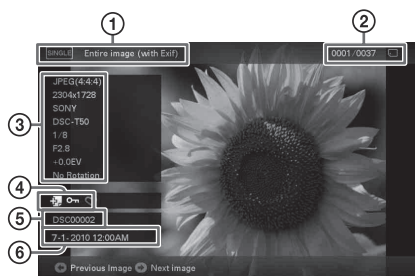 ① ②
SINGLE Entire image (with Exif) 0001/0037
③
JPEG(4:4:4)
2304x1728
SONY
DSC-T50
1/8
F2.8
+0.0EV
No Rotation
④
⑤
DSC00002
⑥
7-1-2010 12:00AM
Previous image Next image